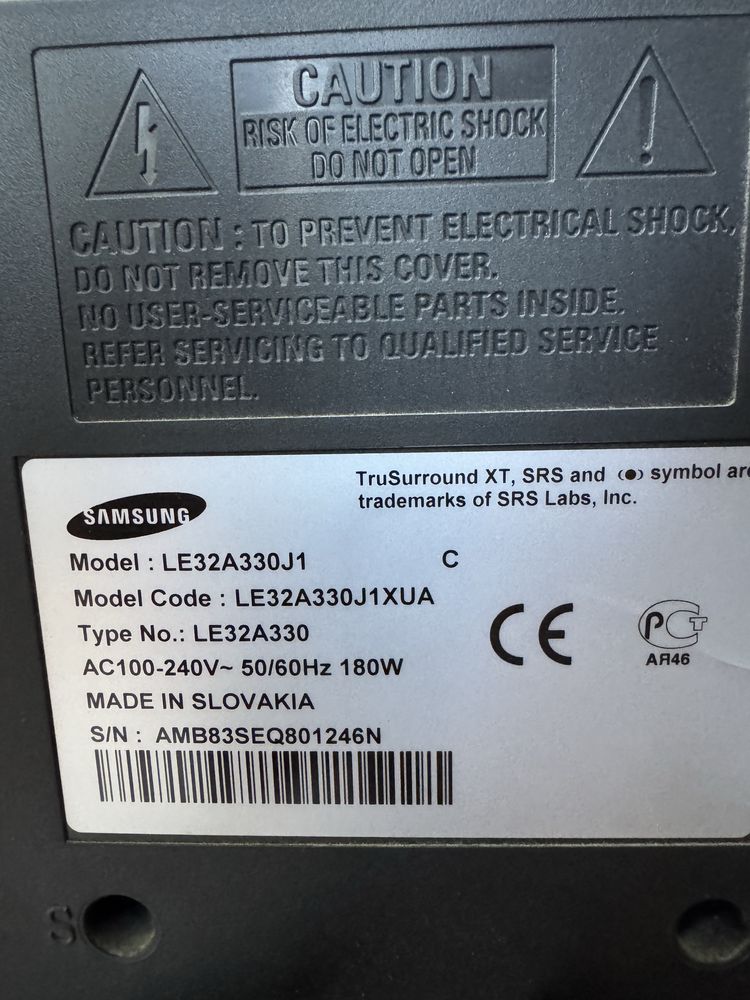 CAUTION
RISK OF ELECTRIC SHOCK
DO NOT OPEN
CAUTION : TO PREVENT ELECTRICAL SHOCK,
DO NOT REMOVE THIS COVER.
NO USER-SERVICEABLE PARTS INSIDE.
REFER SERVICING TO QUALIFIED SERVICE
PERSONNEL.
TruSurround XT, SRS and (●) symbol are
trademarks of SRS Labs, Inc.
SAMSUNG
Model : LE32A330J1 C
Model Code : LE32A330J1XUA
Type No.: LE32A330
AC100-240V~ 50/60Hz 180W
MADE IN SLOVAKIA
S/N : AMB83SEQ801246N
CE
РСТ
АЯ46
S